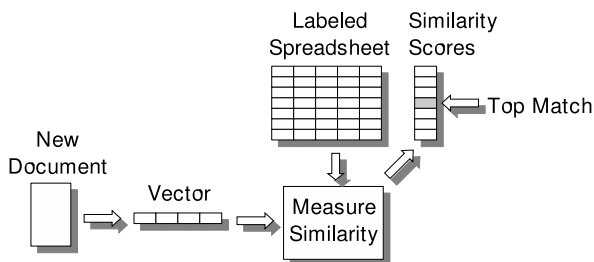 Labeled
Spreadsheet
Similarity
Scores
Top Match
New
Document
Vector
Measure
Similarity